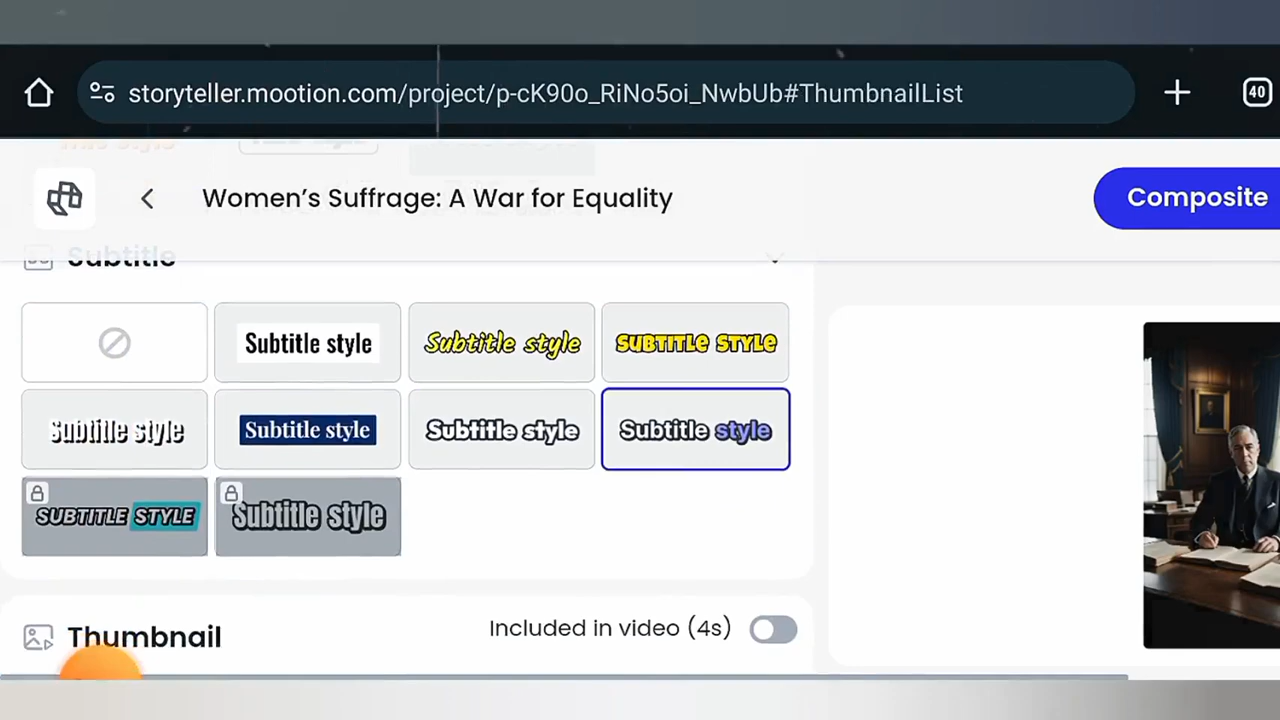 storyteller.mootion.com/project/p-cK90o_RiNo5oi_NwbUb#ThumbnailList
40
Women’s Suffrage: A War for Equality
Composite
Subtitle
Subtitle style
Subtitle style
SUBTITLE STYLE
Subtitle style
Subtitle style
Subtitle style
Subtitle style
SUBTITLE STYLE
Subtitle style
Thumbnail
Included in video (4s)